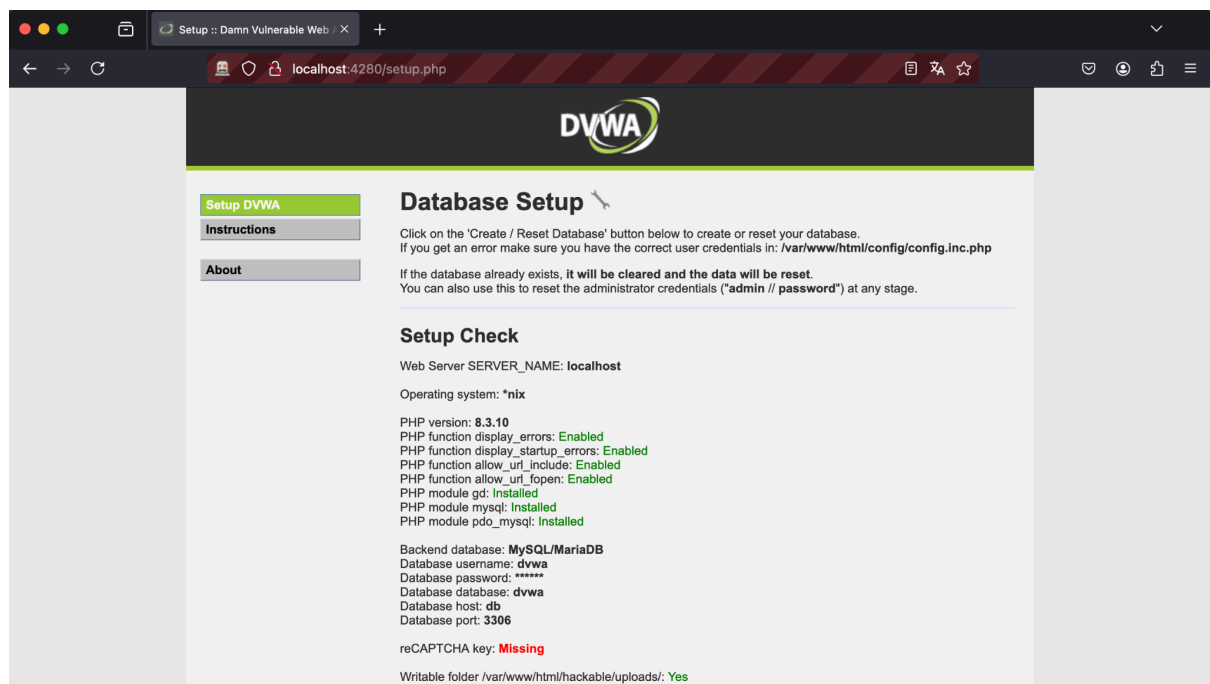 Setup :: Damn Vulnerable Web A
localhost:4280/setup.php
DVWA
Setup DVWA
Instructions
About
Database Setup
Click on the 'Create / Reset Database' button below to create or reset your database.
If you get an error make sure you have the correct user credentials in: /var/www/html/config/config.inc.php
If the database already exists, it will be cleared and the data will be reset.
You can also use this to reset the administrator credentials ("admin // password") at any stage.
Setup Check
Web Server SERVER_NAME: localhost
Operating system: *nix
PHP version: 8.3.10
PHP function display_errors: Enabled
PHP function display_startup_errors: Enabled
PHP function allow_url_include: Enabled
PHP function allow_url_fopen: Enabled
PHP module gd: Installed
PHP module mysql: Installed
PHP module pdo_mysql: Installed
Backend database: MySQL/MariaDB
Database username: dvwa
Database password: ******
Database database: dvwa
Database host: db
Database port: 3306
reCAPTCHA key: Missing
Writable folder /var/www/html/hackable/uploads/: Yes